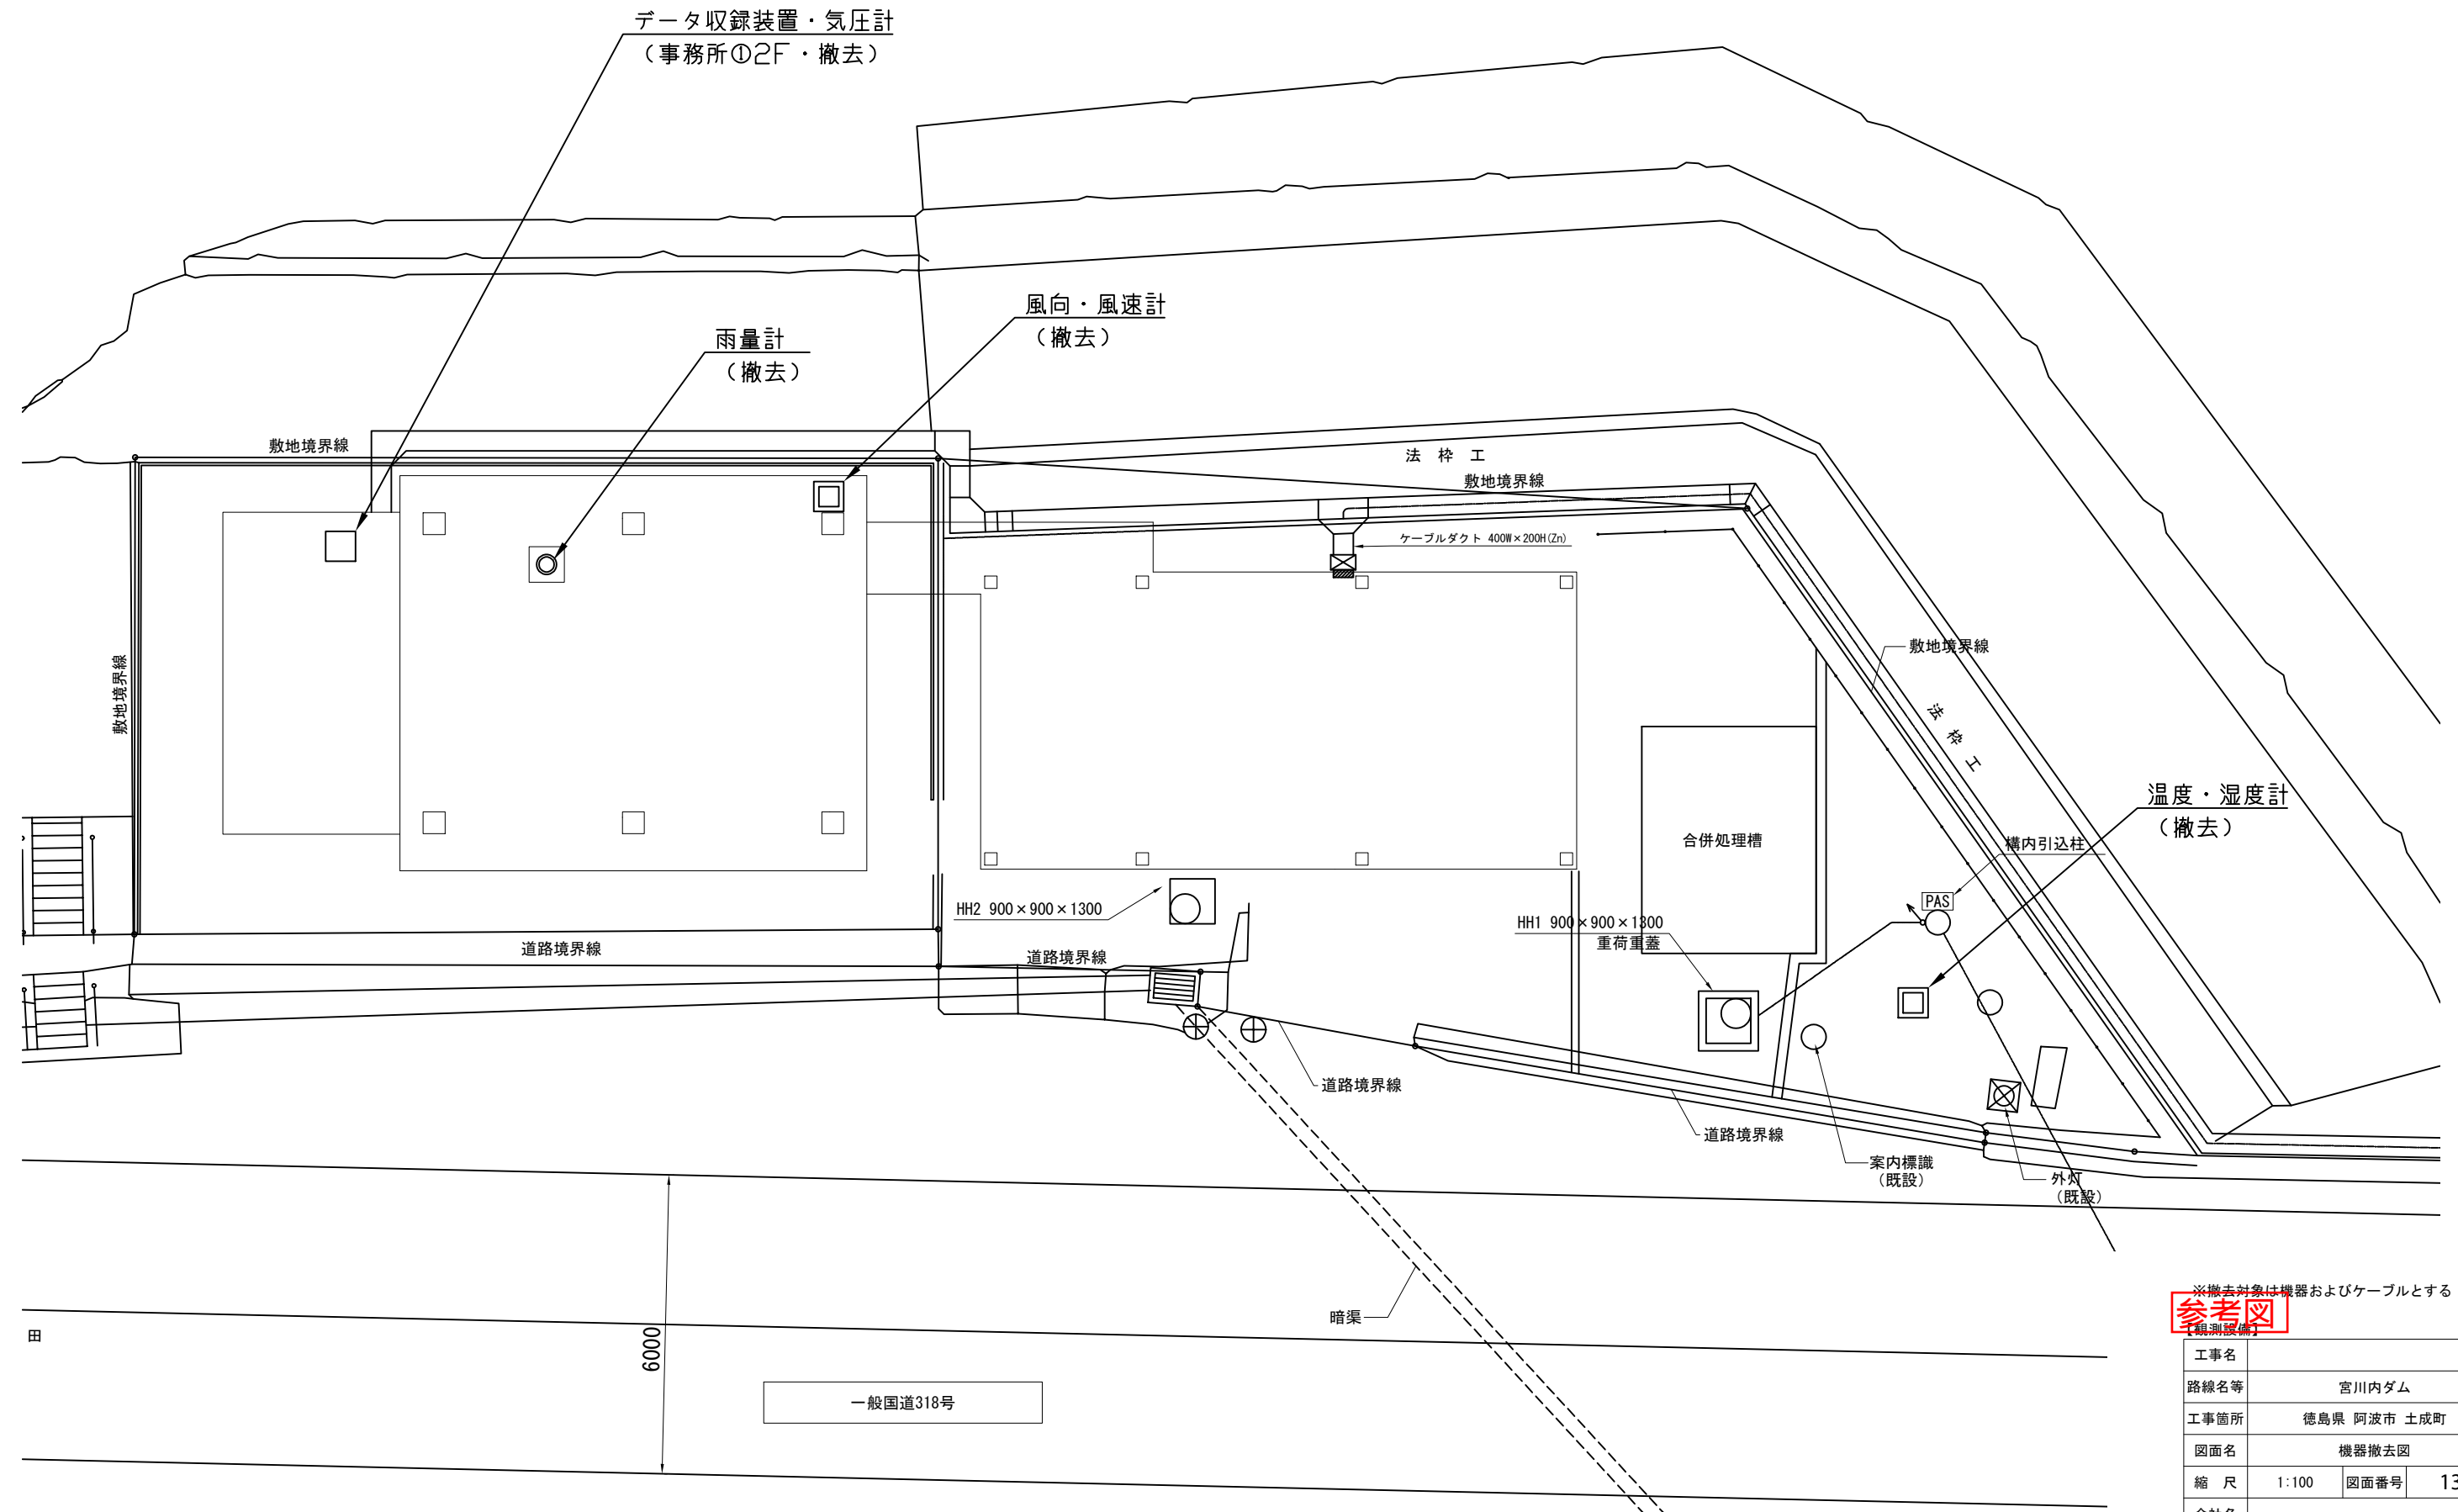 データ収録装置・気圧計
（事務所①2F・撤去）
風向・風速計
（撤去）
雨量計
（撤去）
敷地境界線
法 枠 工
敷地境界線
ケーブルダクト 400W×200H(Zn)
敷地境界線
敷地境界線
法 枠 工
温度・湿度計
（撤去）
合併処理槽
構内引込柱
PAS
HH2 900×900×1300
HH1 900×900×1300
重荷重蓋
道路境界線
道路境界線
道路境界線
道路境界線
案内標識
（既設）
外灯
（既設）
暗渠
6000
田
一般国道318号
※撤去対象は機器およびケーブルとする
参考図
【観測設備】
工事名
路線名等 宮川内ダム
工事箇所 徳島県 阿波市 土成町
図面名 機器撤去図
縮 尺 1:100 図面番号 13